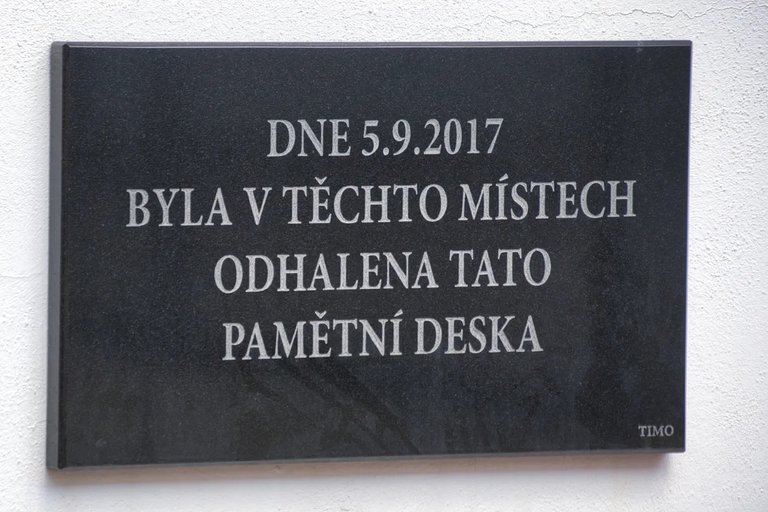 DNE 5.9.2017
BYLA V TĚCHTO MÍSTECH
ODHALENA TATO
PAMĚTNÍ DESKA
TIMO